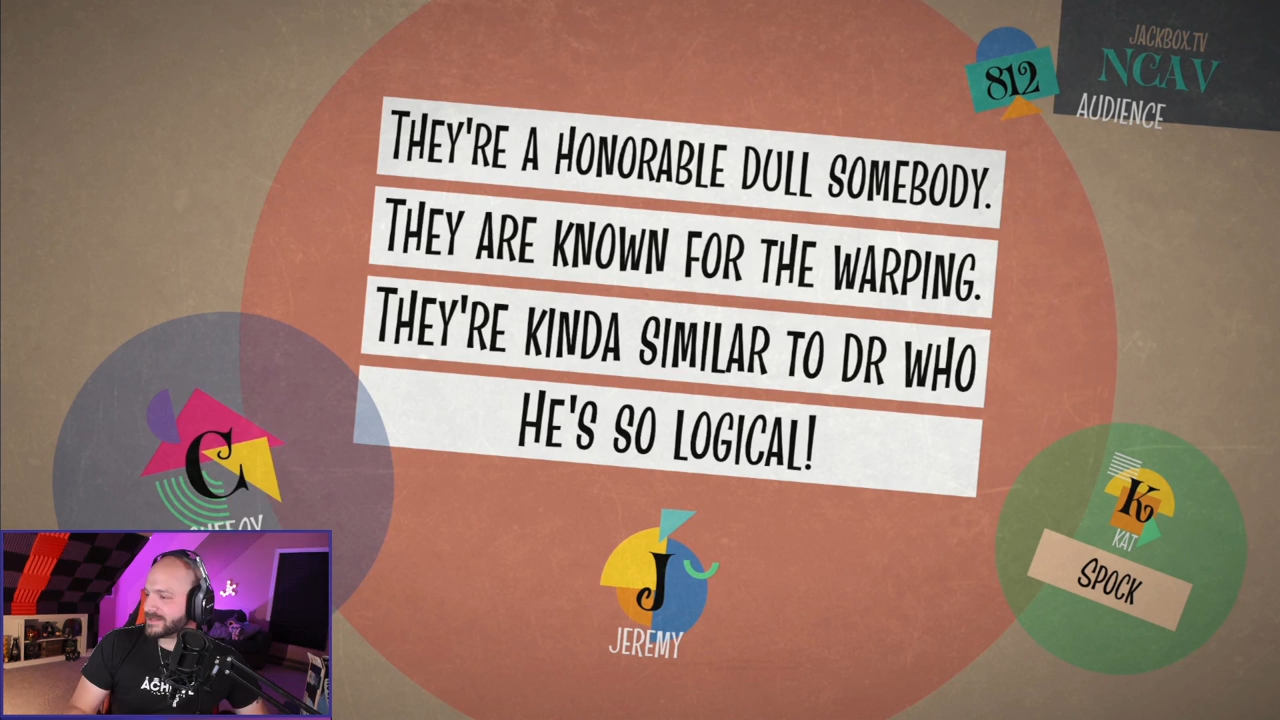 JACKBOX.TV
812
NCAV
AUDIENCE
THEY'RE A HONORABLE DULL SOMEBODY.
THEY ARE KNOWN FOR THE WARPING.
THEY'RE KINDA SIMILAR TO DR WHO
HE'S SO LOGICAL!
C
K
KAT
SPOCK
J
JEREMY